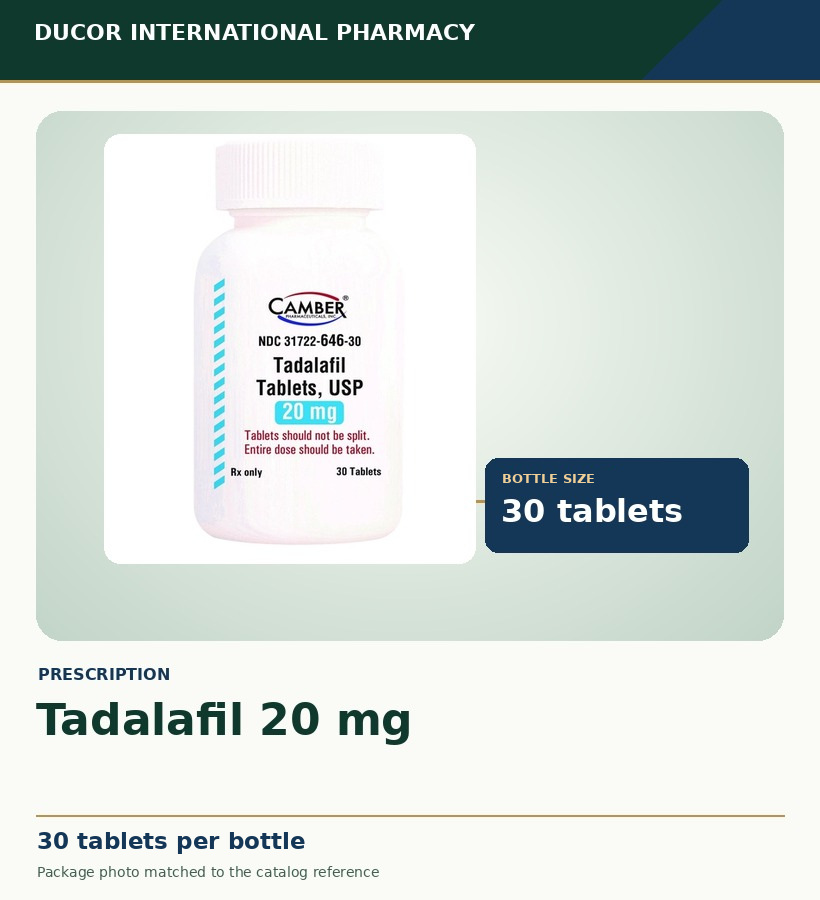 DUCOR INTERNATIONAL PHARMACY
CAMBER®
PHARMACEUTICALS, INC.
NDC 31722-646-30
Tadalafil
Tablets, USP
20 mg
Tablets should not be split.
Entire dose should be taken.
Rx only
30 Tablets
BOTTLE SIZE
30 tablets
PRESCRIPTION
Tadalafil 20 mg
30 tablets per bottle
Package photo matched to the catalog reference